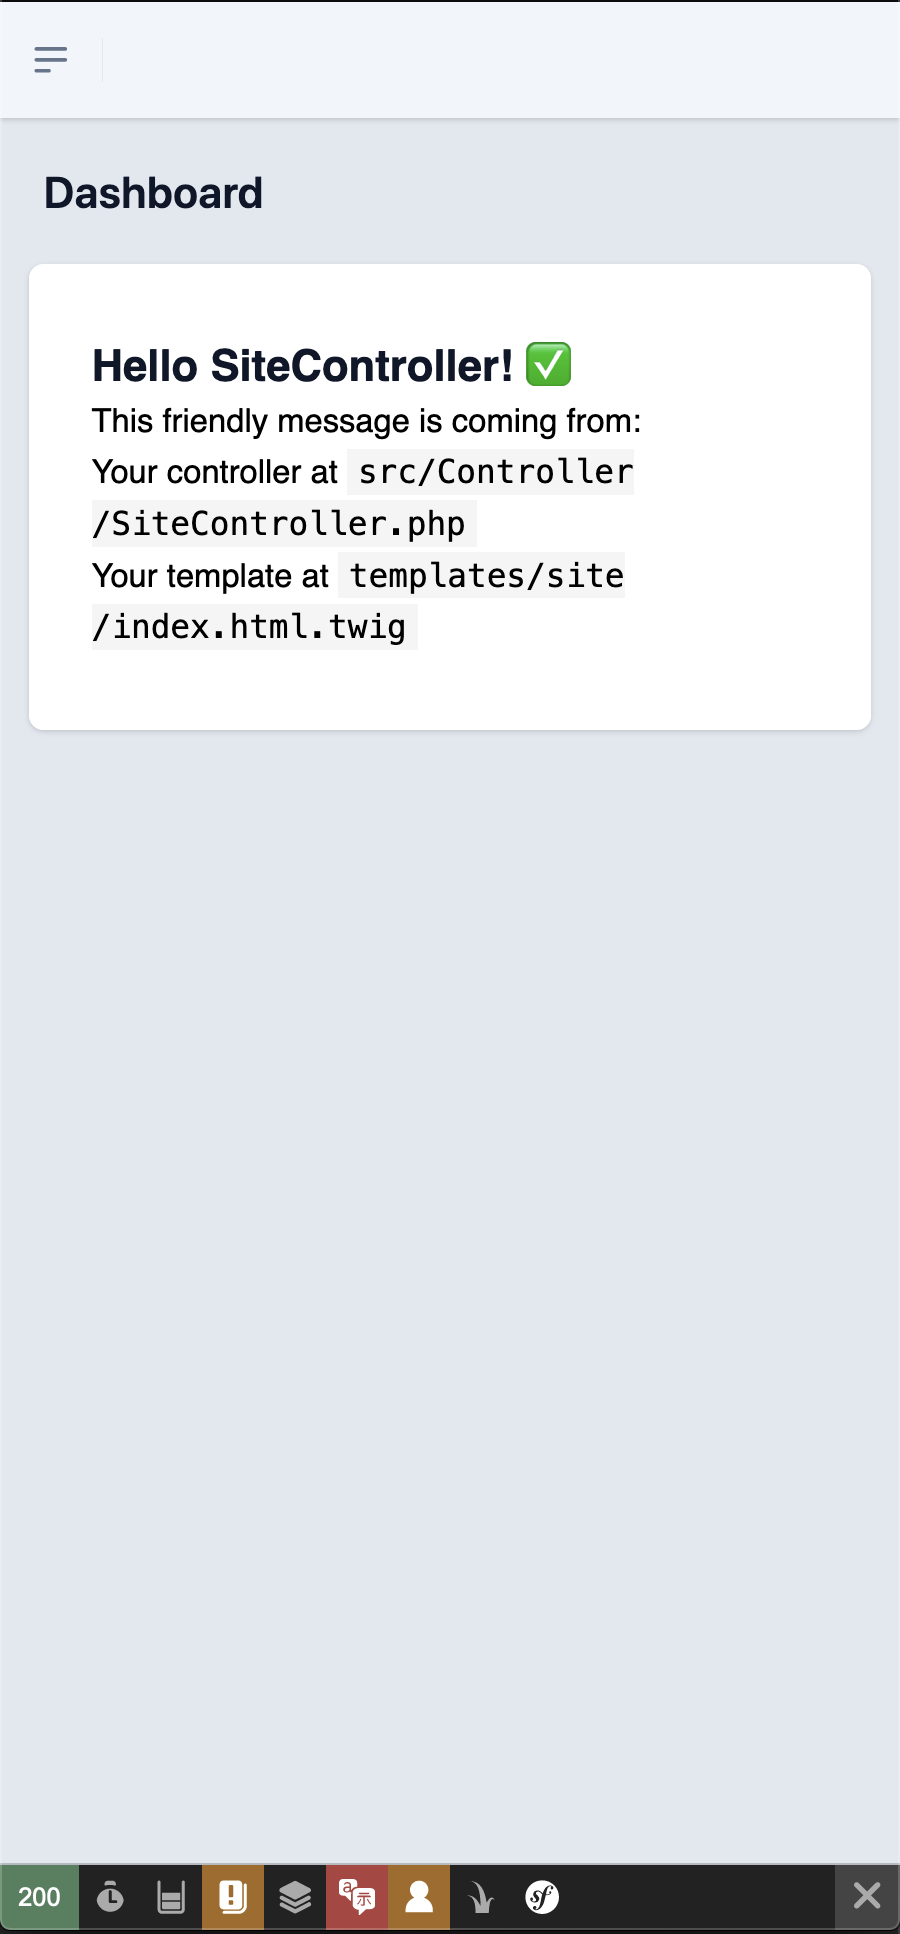 Dashboard
Hello SiteController! ✅
This friendly message is coming from:
Your controller at src/Controller
/SiteController.php
Your template at templates/site
/index.html.twig
200